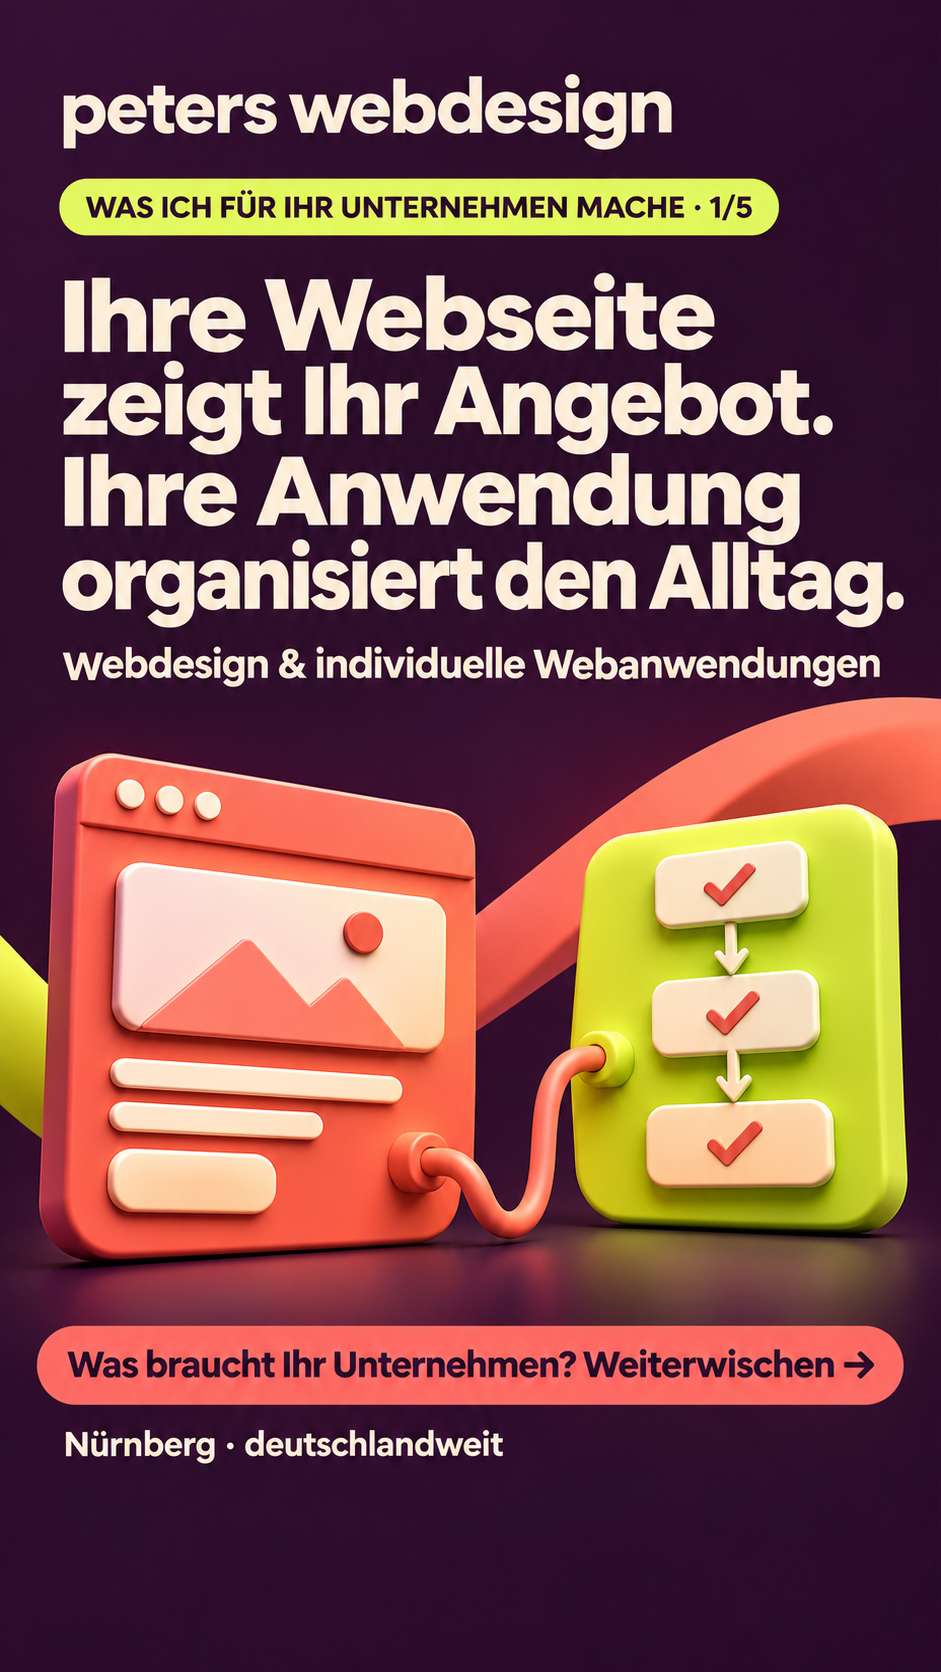 peters webdesign
WAS ICH FÜR IHR UNTERNEHMEN MACHE · 1/5
Ihre Webseite
zeigt Ihr Angebot.
Ihre Anwendung
organisiert den Alltag.
Webdesign & individuelle Webanwendungen
Was braucht Ihr Unternehmen? Weiterwischen →
Nürnberg · deutschlandweit